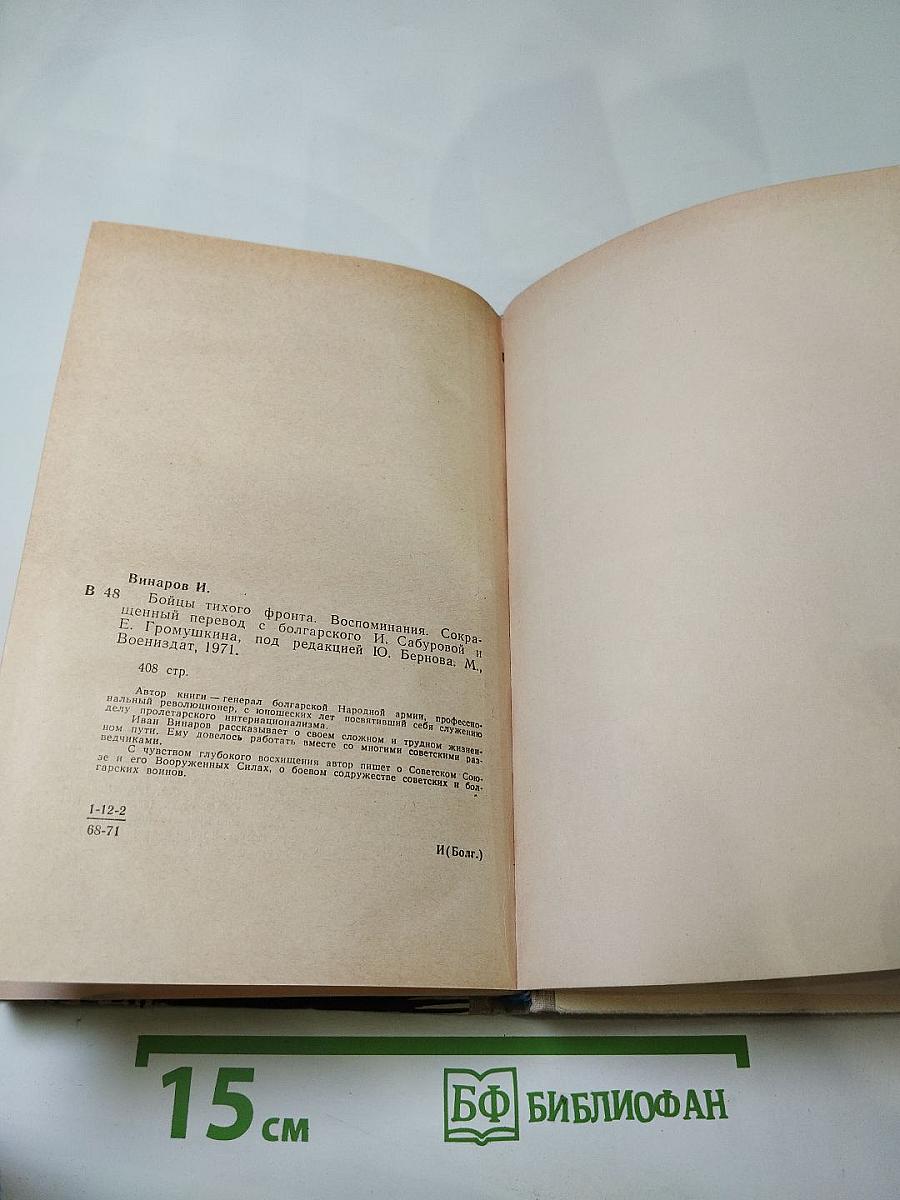 Винаров И.
В 48 Бойцы тихого фронта. Воспоминания. Сокра-
щенный перевод с болгарского И. Сабуровой и
Е. Громушкина, под редакцией Ю. Бернова. М.,
Воениздат, 1971.
408 стр.
Автор книги — генерал болгарской Народной армии, професcио-
нальный революционер, с юношеских лет посвятивший себя служению
делу пролетарского интернационализма.
Иван Винаров рассказывает о своем сложном и трудном жизнен-
ном пути. Ему довелось работать вместе со многими советскими раз-
ведчиками.
С чувством глубокого восхищения автор пишет о Советском Сою-
зе и его Вооруженных Силах, о боевом содружестве советских и бол-
гарских воинов.
1-12-2
68-71
И(Болг.)
15 см
БФ БИБЛИОФАН